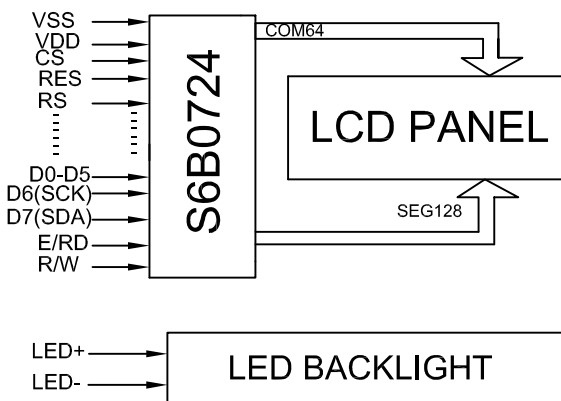 VSS
VDD
CS
RES
RS
D0-D5
D6(SCK)
D7(SDA)
E/RD
R/W
S6B0724
COM64
LCD PANEL
SEG128
LED+
LED-
LED BACKLIGHT